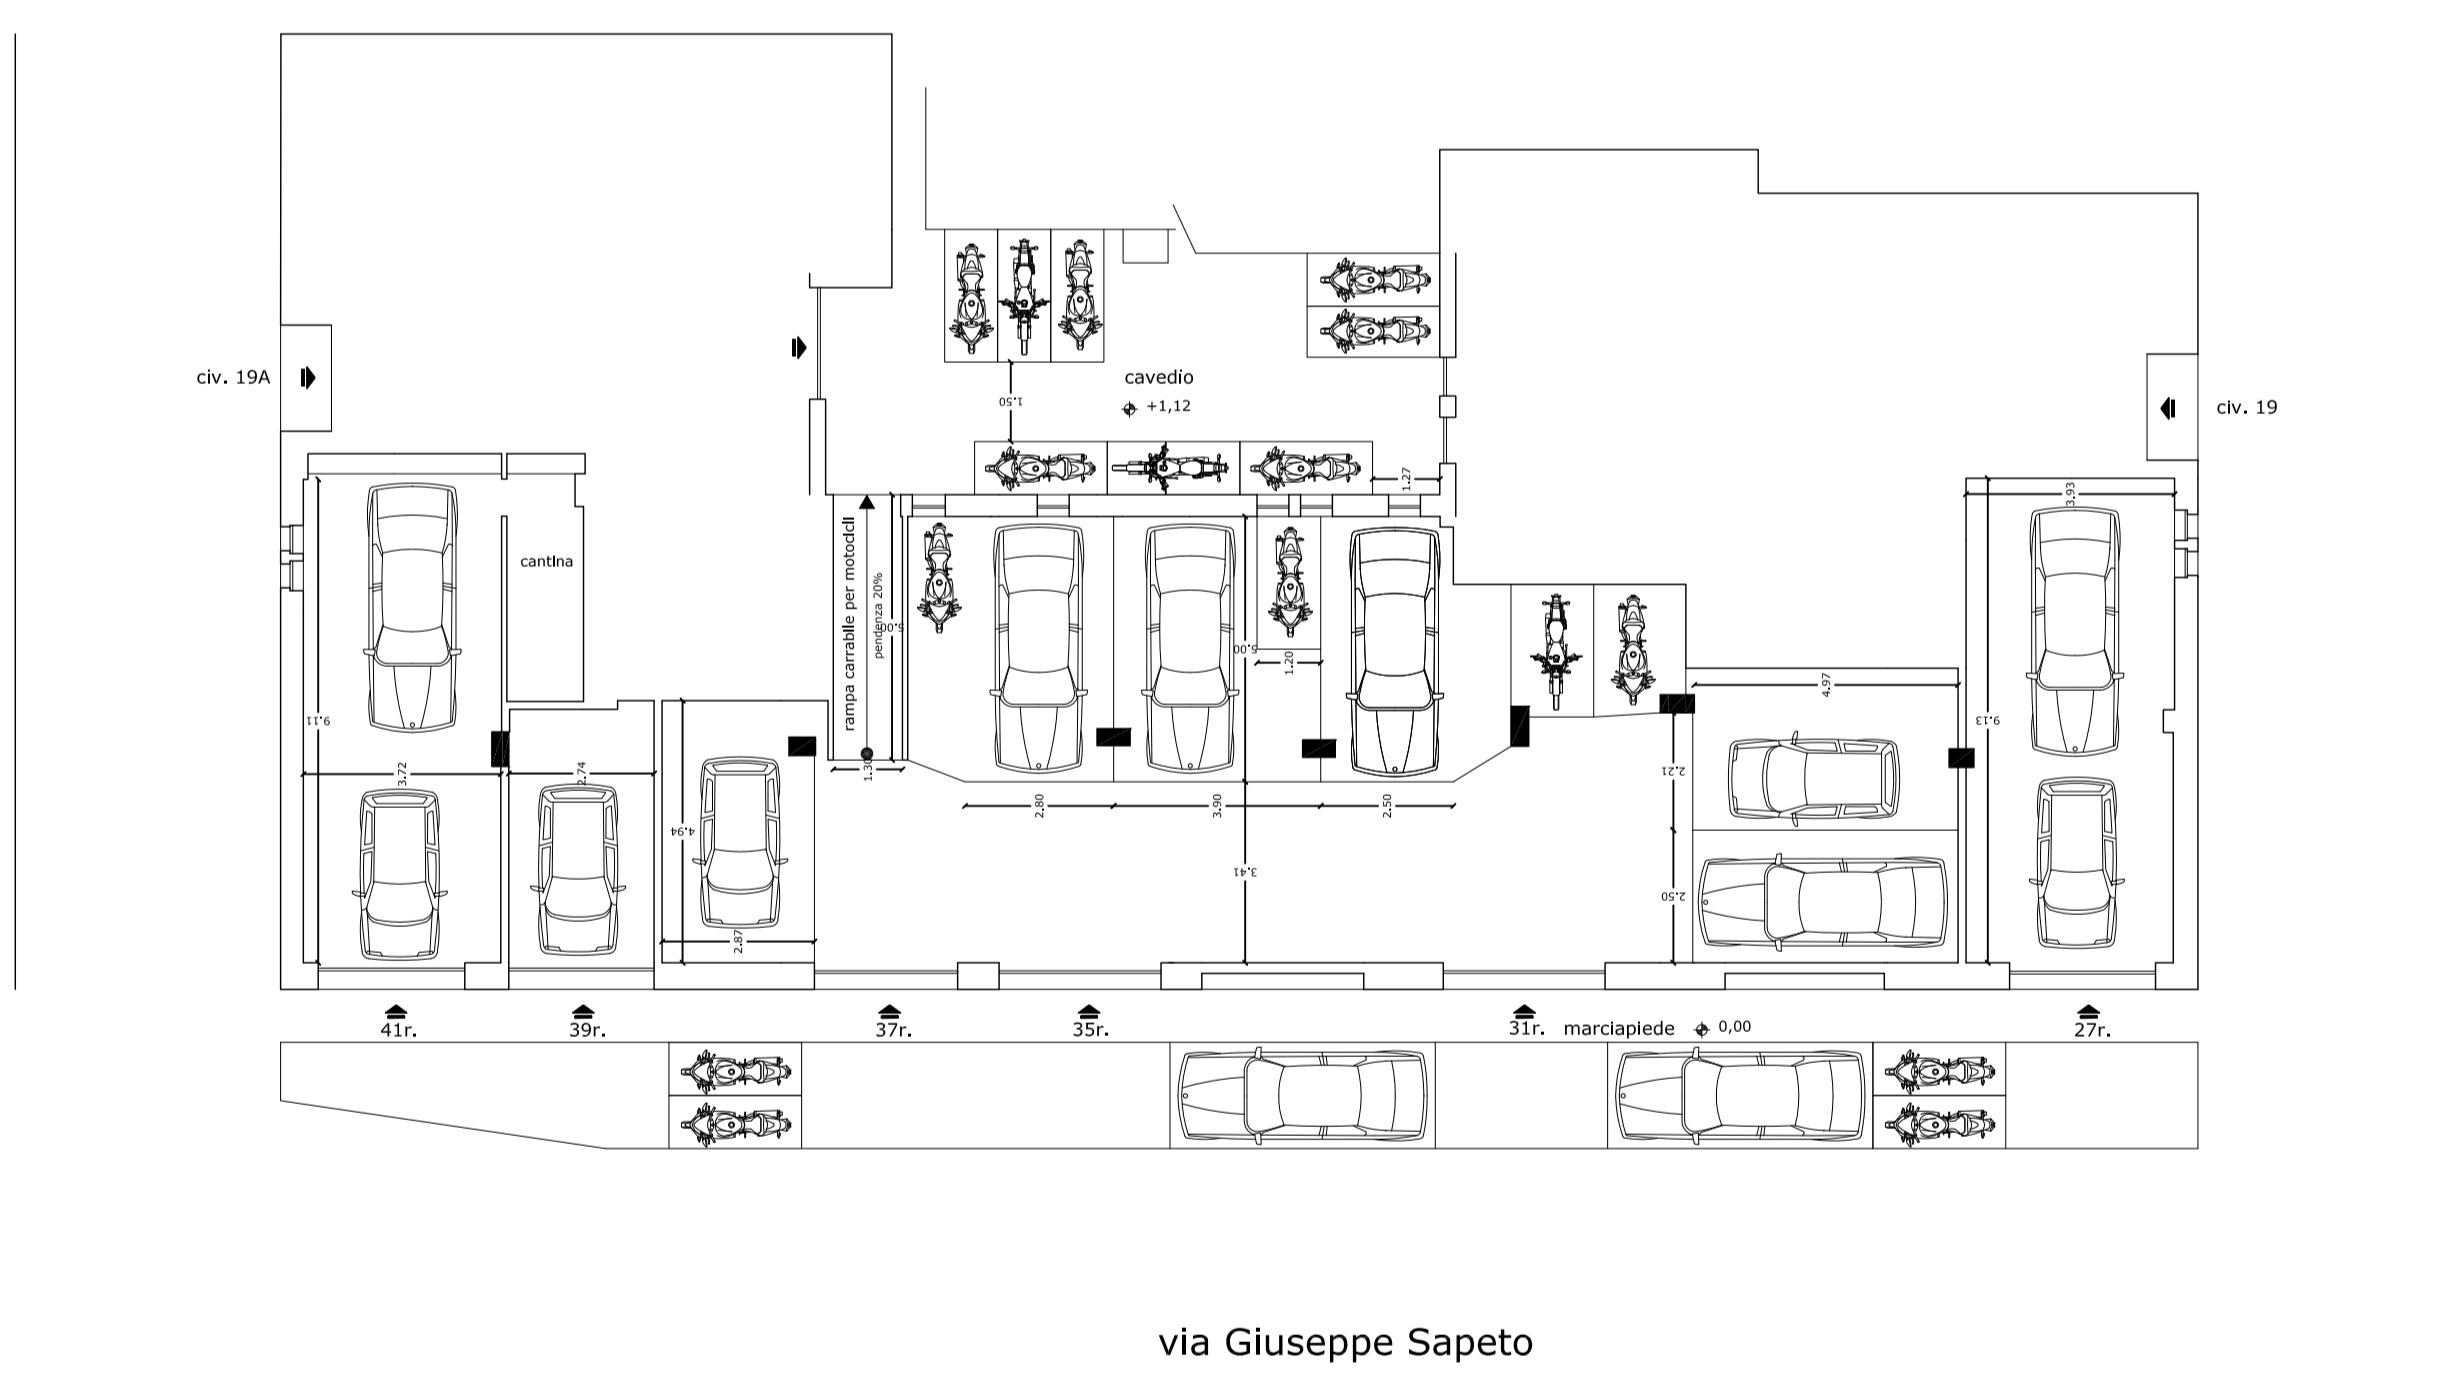 civ. 19A
cavedio
+1,12
civ. 19
1.50
1.27
3.93
cantina
rampa carrabile per motocicli
pendenza 20%
5.00
5.00
1.20
4.97
9.11
9.13
3.72
2.74
1.30
2.21
2.80
3.90
2.50
4.94
3.41
2.50
2.87
41r.
39r.
37r.
35r.
31r.
marciapiede
0,00
27r.
via Giuseppe Sapeto